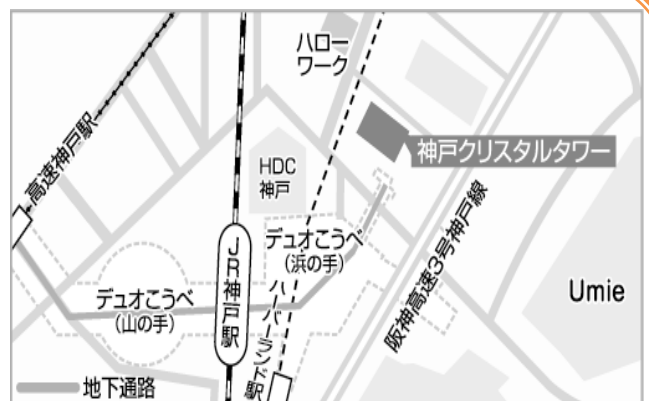 ハロー
ワーク
神戸クリスタルタワー
高速神戸駅
HDC
神戸
JR神戸駅
デュオこうべ
(浜の手)
ハーバーランド駅
阪神高速3号神戸線
Umie
デュオこうべ
(山の手)
地下通路